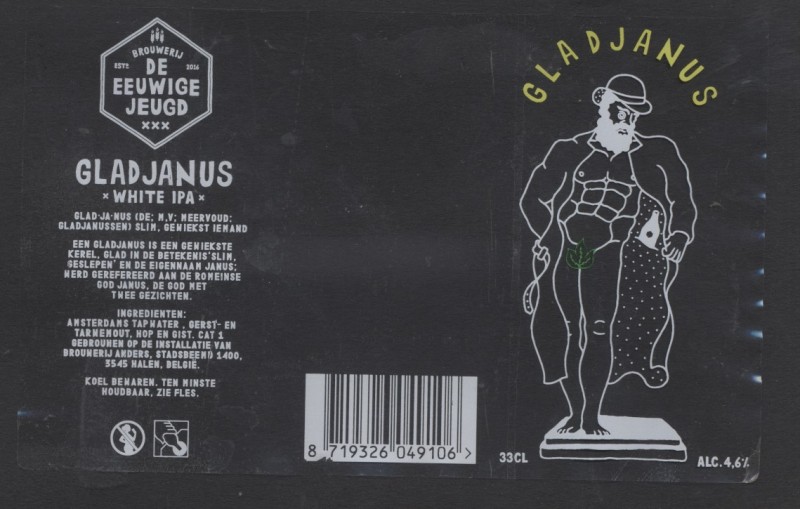 BROUWERIJ
ESTD. 2016
DE
EEUWIGE
JEUGD
XXX
GLADJANUS
× WHITE IPA ×
GLAD·JA·NUS (DE; M,V; MEERVOUD:
GLADJANUSSEN) SLIM, GENIEKST IEMAND
EEN GLADJANUS IS EEN GENIEKSTE
KEREL, GLAD IN DE BETEKENIS 'SLIM,
GESLEPEN' EN DE EIGENNAAM JANUS;
WERD GEREFEREERD AAN DE ROMEINSE
GOD JANUS, DE GOD MET
TWEE GEZICHTEN.
INGREDIENTEN:
AMSTERDAMS TAPWATER, GERST- EN
TARWEMOUT, HOP EN GIST. CAT 1
GEBROUWEN OP DE INSTALLATIE VAN
BROUWERIJ ANDERS, STADSBEEMD 1400,
3545 HALEN, BELGIË.
KOEL BEWAREN. TEN MINSTE
HOUDBAAR, ZIE FLES.
8 719326 049106 >
GLADJANUS
33CL
ALC. 4,6%